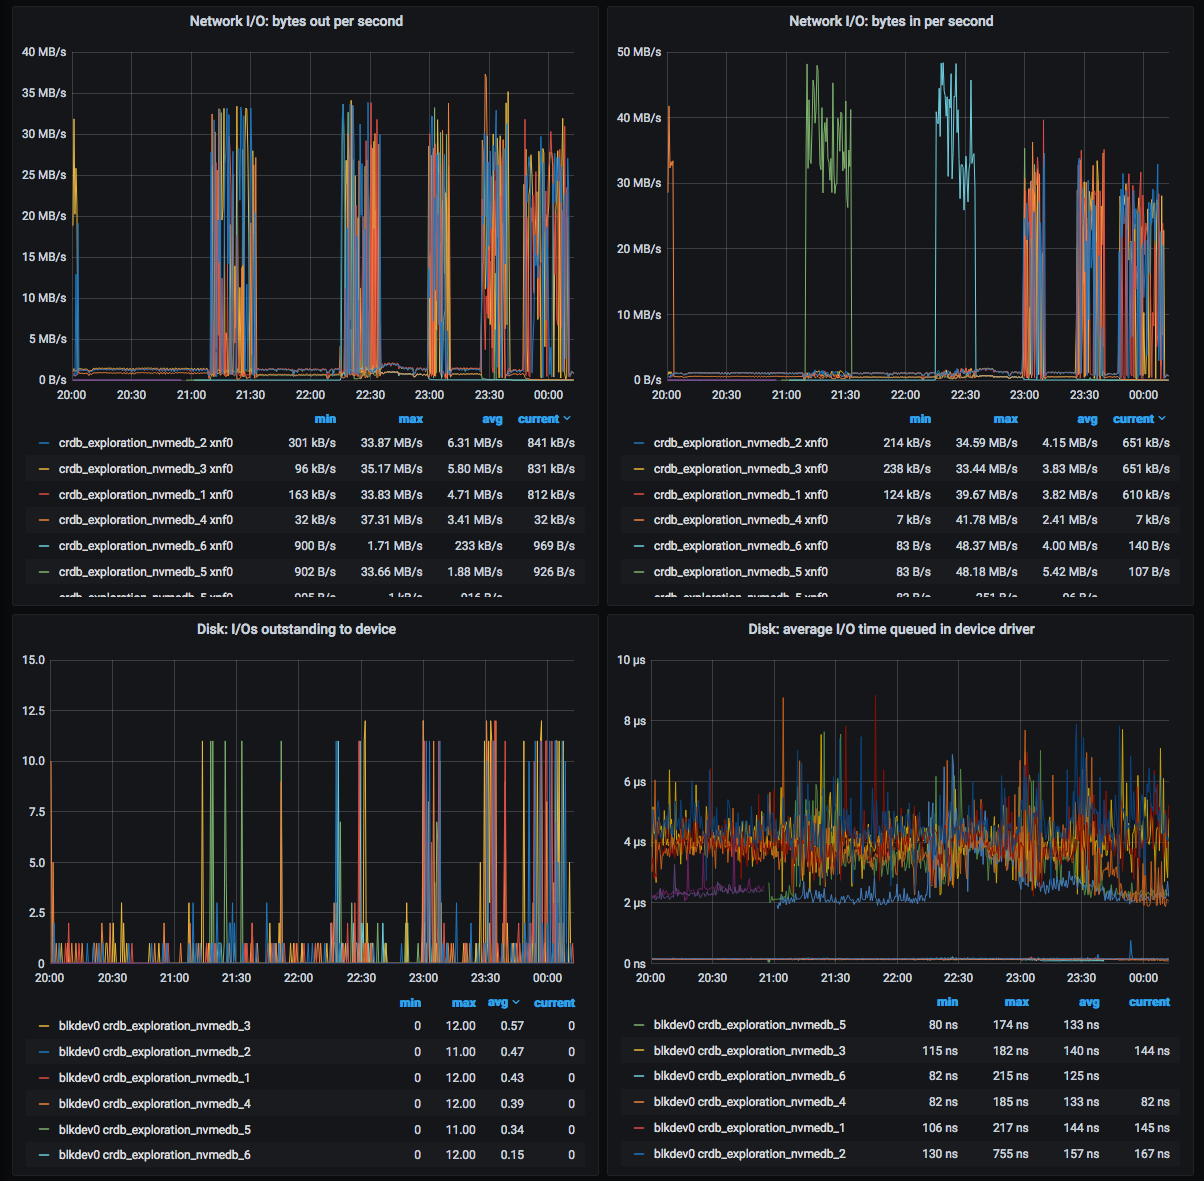 Network I/O: bytes out per second
40 MB/s
35 MB/s
30 MB/s
25 MB/s
20 MB/s
15 MB/s
10 MB/s
5 MB/s
0 B/s
20:00 20:30 21:00 21:30 22:00 22:30 23:00 23:30 00:00
min max avg current
crdb_exploration_nvmedb_2 xnf0 301 kB/s 33.87 MB/s 6.31 MB/s 841 kB/s
crdb_exploration_nvmedb_3 xnf0 96 kB/s 35.17 MB/s 5.80 MB/s 831 kB/s
crdb_exploration_nvmedb_1 xnf0 163 kB/s 33.83 MB/s 4.71 MB/s 812 kB/s
crdb_exploration_nvmedb_4 xnf0 32 kB/s 37.31 MB/s 3.41 MB/s 32 kB/s
crdb_exploration_nvmedb_6 xnf0 900 B/s 1.71 MB/s 233 kB/s 969 B/s
crdb_exploration_nvmedb_5 xnf0 902 B/s 33.66 MB/s 1.88 MB/s 926 B/s
Network I/O: bytes in per second
50 MB/s
40 MB/s
30 MB/s
20 MB/s
10 MB/s
0 B/s
20:00 20:30 21:00 21:30 22:00 22:30 23:00 23:30 00:00
min max avg current
crdb_exploration_nvmedb_2 xnf0 214 kB/s 34.59 MB/s 4.15 MB/s 651 kB/s
crdb_exploration_nvmedb_3 xnf0 238 kB/s 33.44 MB/s 3.83 MB/s 651 kB/s
crdb_exploration_nvmedb_1 xnf0 124 kB/s 39.67 MB/s 3.82 MB/s 610 kB/s
crdb_exploration_nvmedb_4 xnf0 7 kB/s 41.78 MB/s 2.41 MB/s 7 kB/s
crdb_exploration_nvmedb_6 xnf0 83 B/s 48.37 MB/s 4.00 MB/s 140 B/s
crdb_exploration_nvmedb_5 xnf0 83 B/s 48.18 MB/s 5.42 MB/s 107 B/s
Disk: I/Os outstanding to device
15.0
12.5
10.0
7.5
5.0
2.5
0
20:00 20:30 21:00 21:30 22:00 22:30 23:00 23:30 00:00
min max avg current
blkdev0 crdb_exploration_nvmedb_3 0 12.00 0.57 0
blkdev0 crdb_exploration_nvmedb_2 0 11.00 0.47 0
blkdev0 crdb_exploration_nvmedb_1 0 12.00 0.43 0
blkdev0 crdb_exploration_nvmedb_4 0 12.00 0.39 0
blkdev0 crdb_exploration_nvmedb_5 0 11.00 0.34 0
blkdev0 crdb_exploration_nvmedb_6 0 12.00 0.15 0
Disk: average I/O time queued in device driver
10 µs
8 µs
6 µs
4 µs
2 µs
0 ns
20:00 20:30 21:00 21:30 22:00 22:30 23:00 23:30 00:00
min max avg current
blkdev0 crdb_exploration_nvmedb_5 80 ns 174 ns 133 ns
blkdev0 crdb_exploration_nvmedb_3 115 ns 182 ns 140 ns 144 ns
blkdev0 crdb_exploration_nvmedb_6 82 ns 215 ns 125 ns
blkdev0 crdb_exploration_nvmedb_4 82 ns 185 ns 133 ns 82 ns
blkdev0 crdb_exploration_nvmedb_1 106 ns 217 ns 144 ns 145 ns
blkdev0 crdb_exploration_nvmedb_2 130 ns 755 ns 157 ns 167 ns